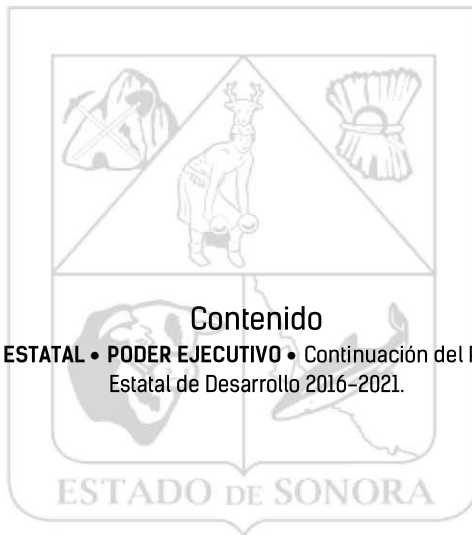 Contenido
ESTATAL • PODER EJECUTIVO • Continuación del
Estatal de Desarrollo 2016-2021.
ESTADO DE SONORA